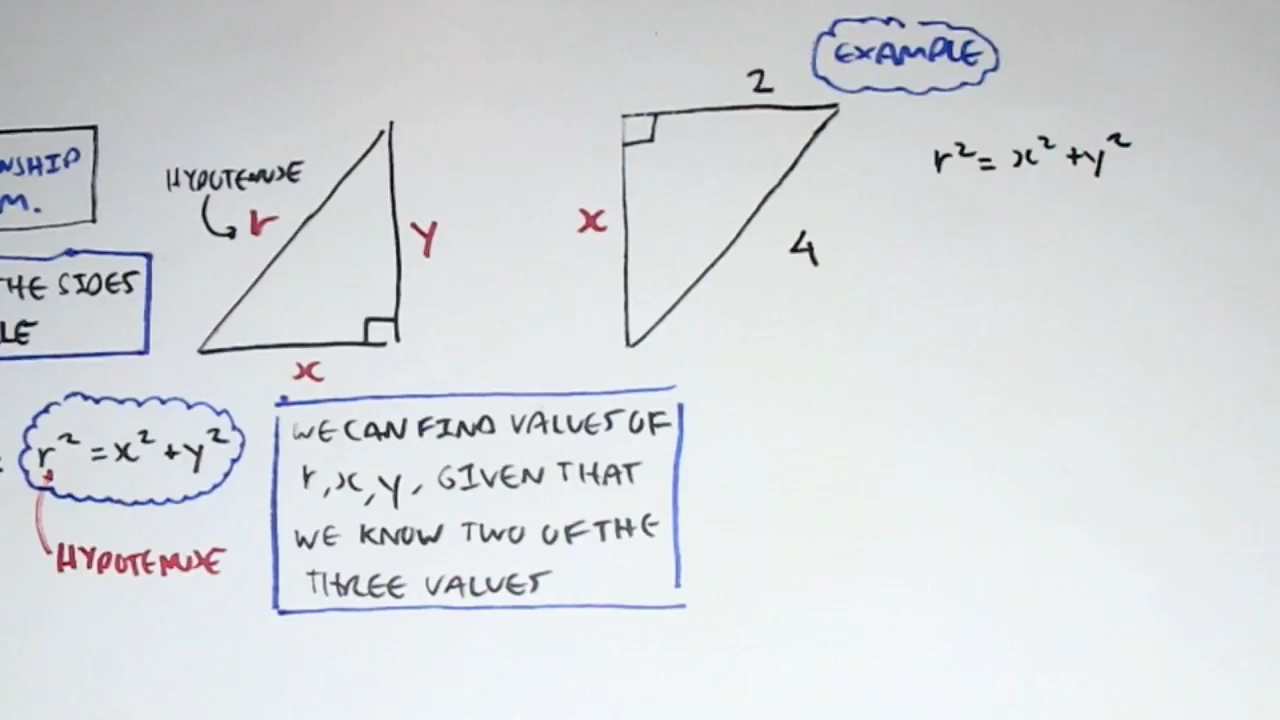 EXAMPLE
2
r² = x² + y²
NSHIP
M.
HYPOTENUSE
r
y
x
x
4
THE SIDES
LE
r² = x² + y²
HYPOTENUSE
WE CAN FIND VALUES OF
r, x, y, GIVEN THAT
WE KNOW TWO OF THE
THREE VALUES